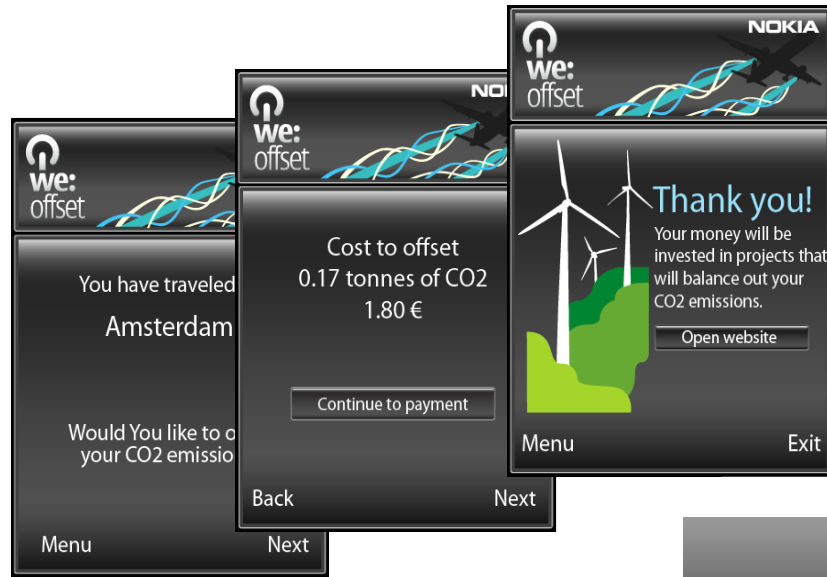 we:
offset
You have traveled
Amsterdam
Would You like to
your CO2
Menu
Next
we:
offset
Cost to offset
0.17 tonnes of CO2
1.80 €
Continue to payment
Back
Next
NOKIA
we:
offset
Thank you!
Your money will be
invested in projects that
will balance out your
CO2 emissions.
Open website
Menu
Exit